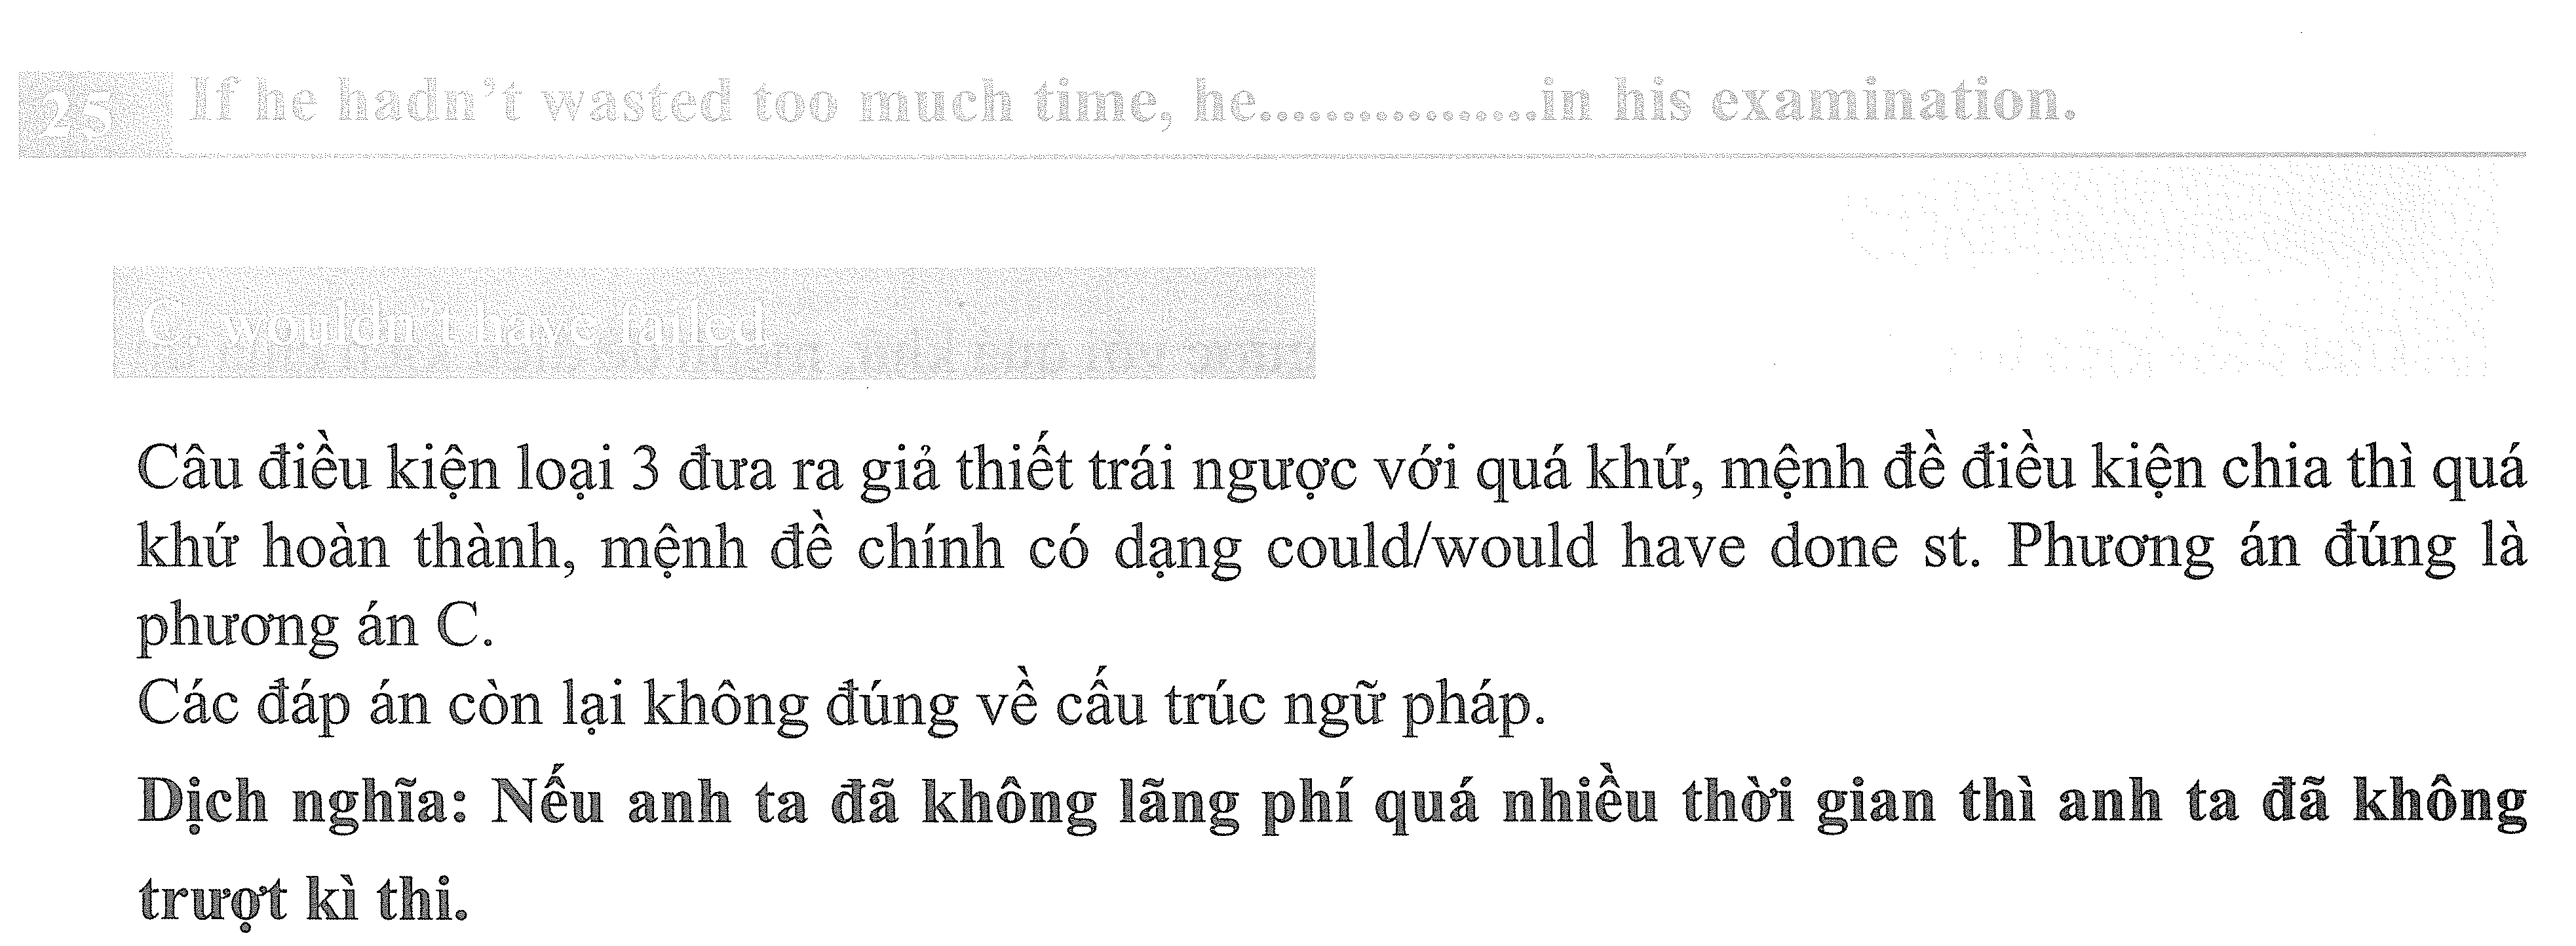 25 If he hadn't wasted too much time, he.................in his examination.
C. wouldn't have failed
Câu điều kiện loại 3 đưa ra giả thiết trái ngược với quá khứ, mệnh đề điều kiện chia thì quá
khứ hoàn thành, mệnh đề chính có dạng could/would have done st. Phương án đúng là
phương án C.
Các đáp án còn lại không đúng về cấu trúc ngữ pháp.
Dịch nghĩa: Nếu anh ta đã không lãng phí quá nhiều thời gian thì anh ta đã không
trượt kì thi.